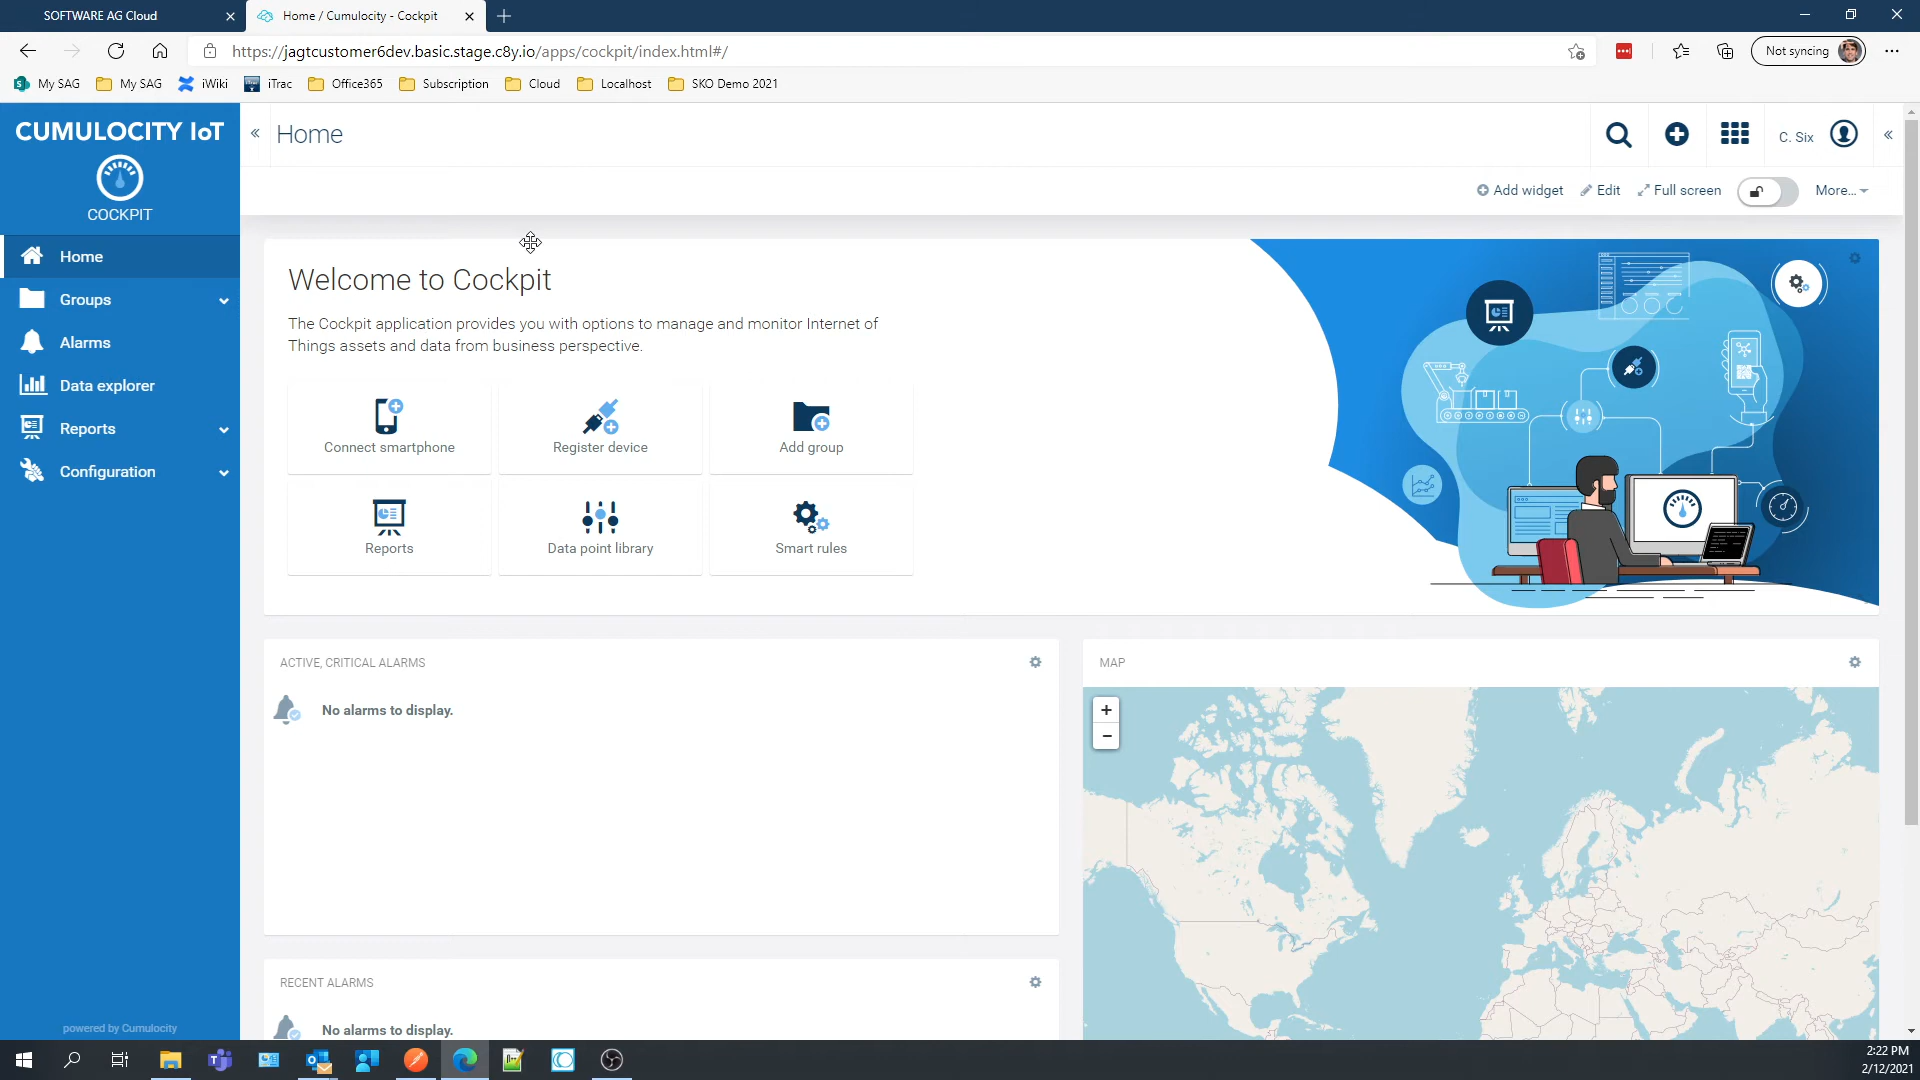 SOFTWARE AG Cloud
Home / Cumulocity - Cockpit
https://jagtcustomer6dev.basic.stage.c8y.io/apps/cockpit/index.html#/
Not syncing
My SAG
My SAG
iWiki
iTrac
Office365
Subscription
Cloud
Localhost
SKO Demo 2021
CUMULOCITY IoT
COCKPIT
Home
Groups
Alarms
Data explorer
Reports
Configuration
powered by Cumulocity
Home
C. Six
Add widget
Edit
Full screen
More...
Welcome to Cockpit
The Cockpit application provides you with options to manage and monitor Internet of
Things assets and data from business perspective.
Connect smartphone
Register device
Add group
Reports
Data point library
Smart rules
ACTIVE, CRITICAL ALARMS
No alarms to display.
MAP
+
−
RECENT ALARMS
No alarms to display.
2:22 PM
2/12/2021